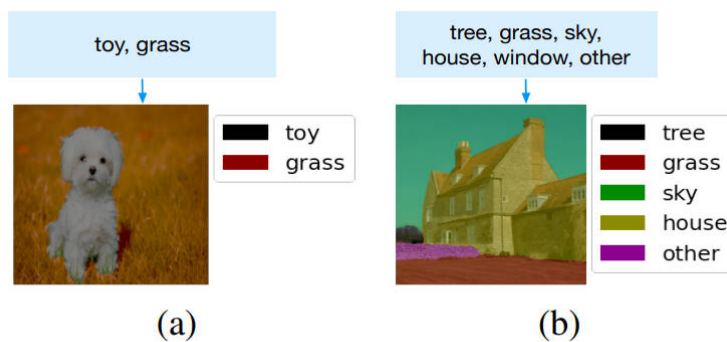 toy, grass
toy
grass
(a)
tree, grass, sky,
house, window, other
tree
grass
sky
house
other
(b)